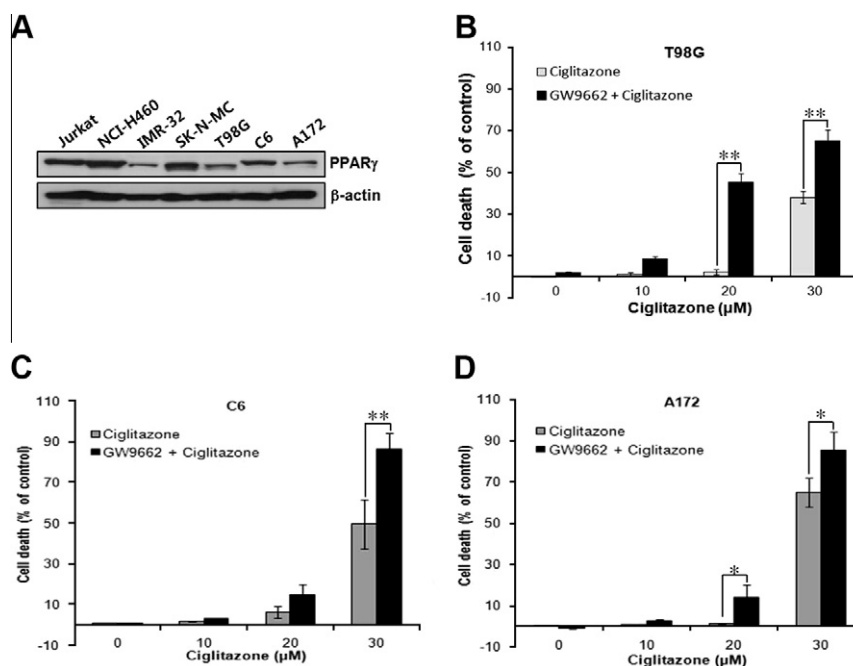 A
Jurkat NCI-H460 IMR-32 SK-N-MC T98G C6 A172
PPARγ
β-actin
B
T98G
Ciglitazone
GW9662 + Ciglitazone
** **
Cell death (% of control)
110
90
70
50
30
10
-10
0 10 20 30
Ciglitazone (μM)
C
C6
Ciglitazone
GW9662 + Ciglitazone
**
Cell death (% of control)
110
90
70
50
30
10
-10
0 10 20 30
Ciglitazone (μM)
D
A172
Ciglitazone
GW9662 + Ciglitazone
* *
Cell death (% of control)
110
90
70
50
30
10
-10
0 10 20 30
Ciglitazone (μM)